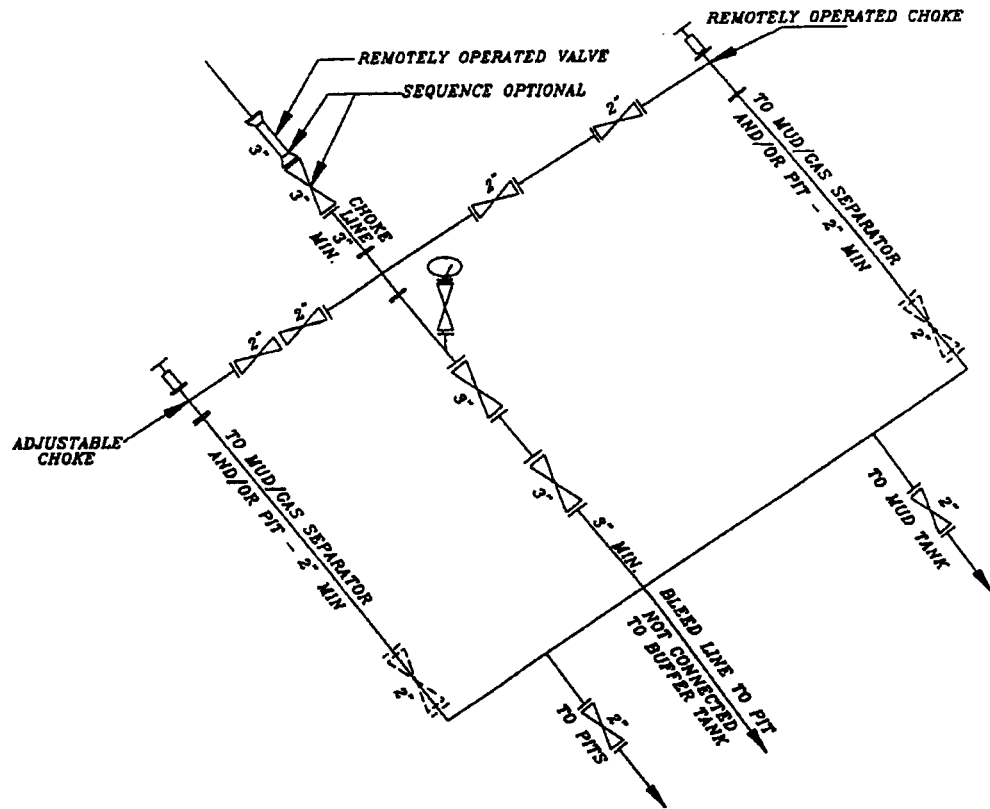 REMOTELY OPERATED CHOKE
REMOTELY OPERATED VALVE
SEQUENCE OPTIONAL
3"
3"
CHOKE
LINE
3"
MIN.
2"
2"
TO MUD/GAS SEPARATOR
AND/OR PIT - 2" MIN
2"
2"
2"
ADJUSTABLE
CHOKE
TO MUD/GAS SEPARATOR
AND/OR PIT - 2" MIN
2"
3"
3"
3" MIN.
2"
TO MUD TANK
BLEED LINE TO PIT
NOT CONNECTED
TO BUFFER TANK
2"
TO PITS